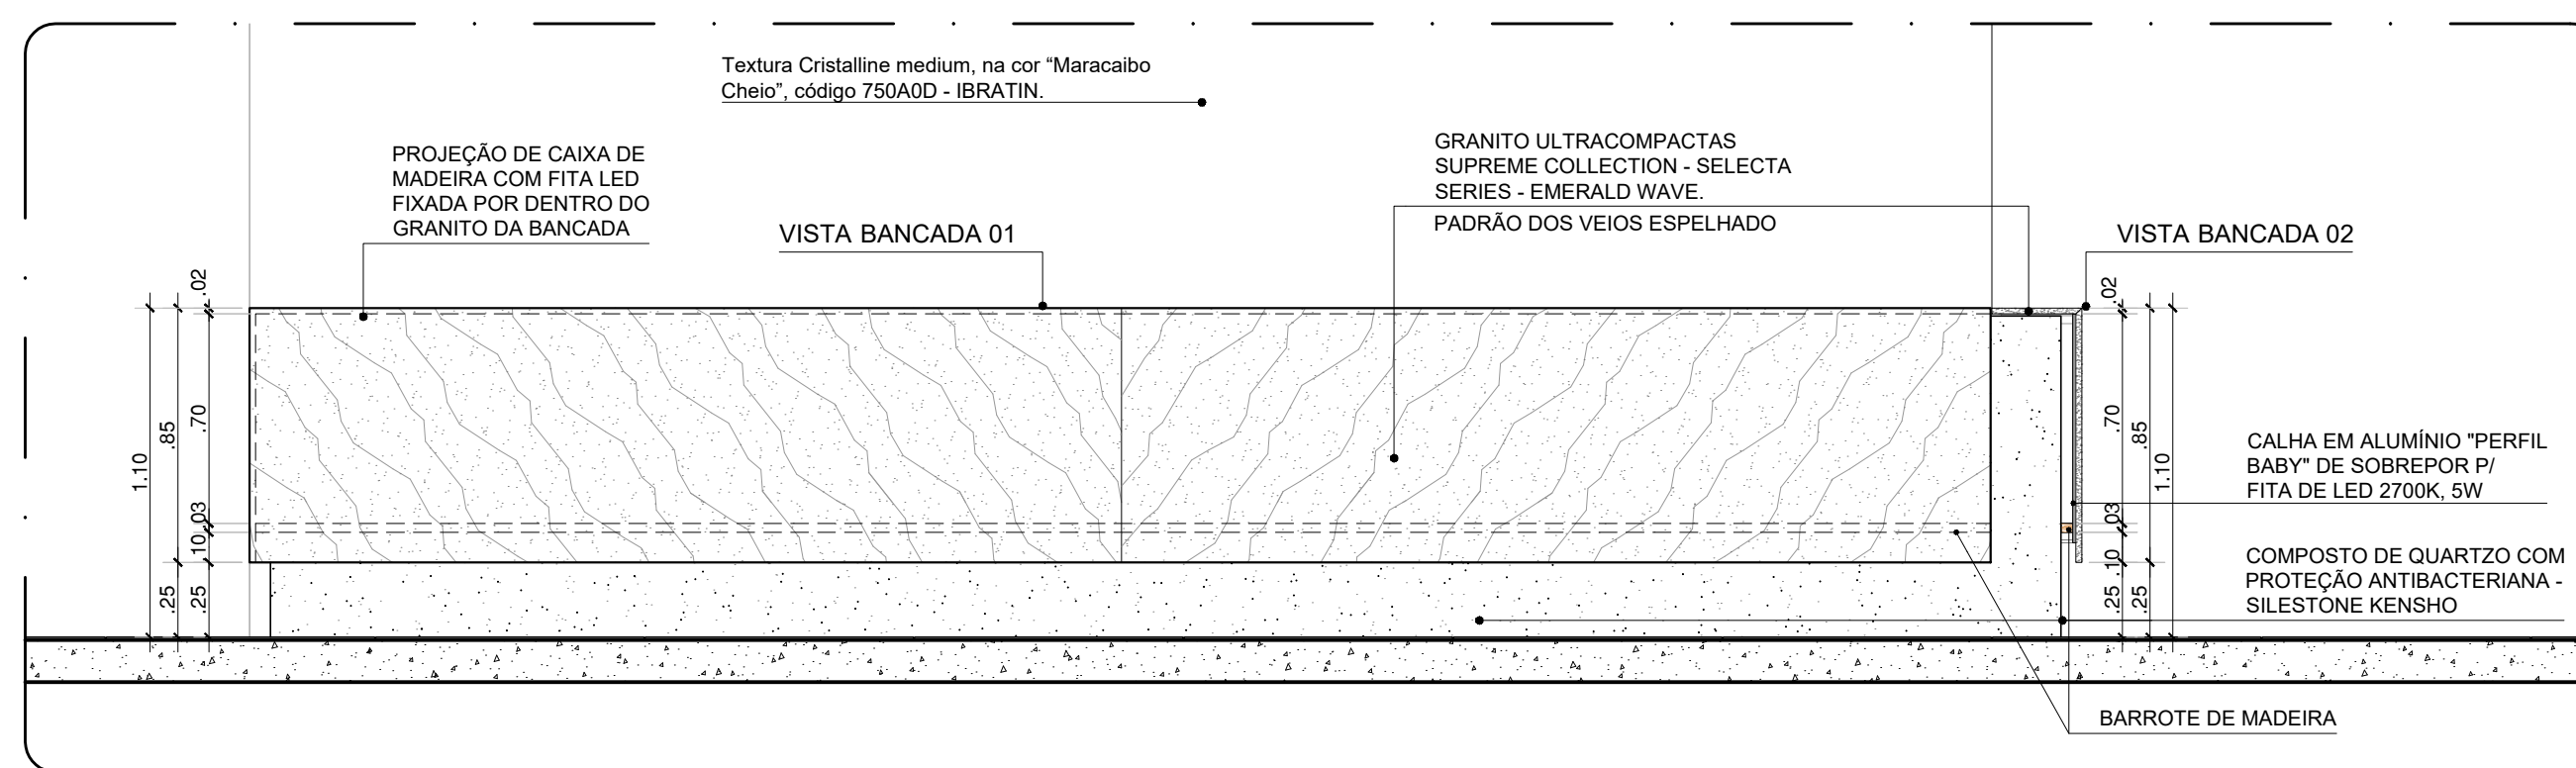 Textura Cristalline medium, na cor “Maracaibo
Cheio”, código 750A0D - IBRATIN.
PROJEÇÃO DE CAIXA DE
MADEIRA COM FITA LED
FIXADA POR DENTRO DO
GRANITO DA BANCADA
VISTA BANCADA 01
GRANITO ULTRACOMPACTAS
SUPREME COLLECTION - SELECTA
SERIES - EMERALD WAVE.
PADRÃO DOS VEIOS ESPELHADO
VISTA BANCADA 02
1.10
.85
.25
.02
.70
.03
.10
.25
.02
.70
.03
.10
.25
.85
.25
1.10
CALHA EM ALUMÍNIO "PERFIL
BABY" DE SOBREPOR P/
FITA DE LED 2700K, 5W
COMPOSTO DE QUARTZO COM
PROTEÇÃO ANTIBACTERIANA -
SILESTONE KENSHO
BARROTE DE MADEIRA